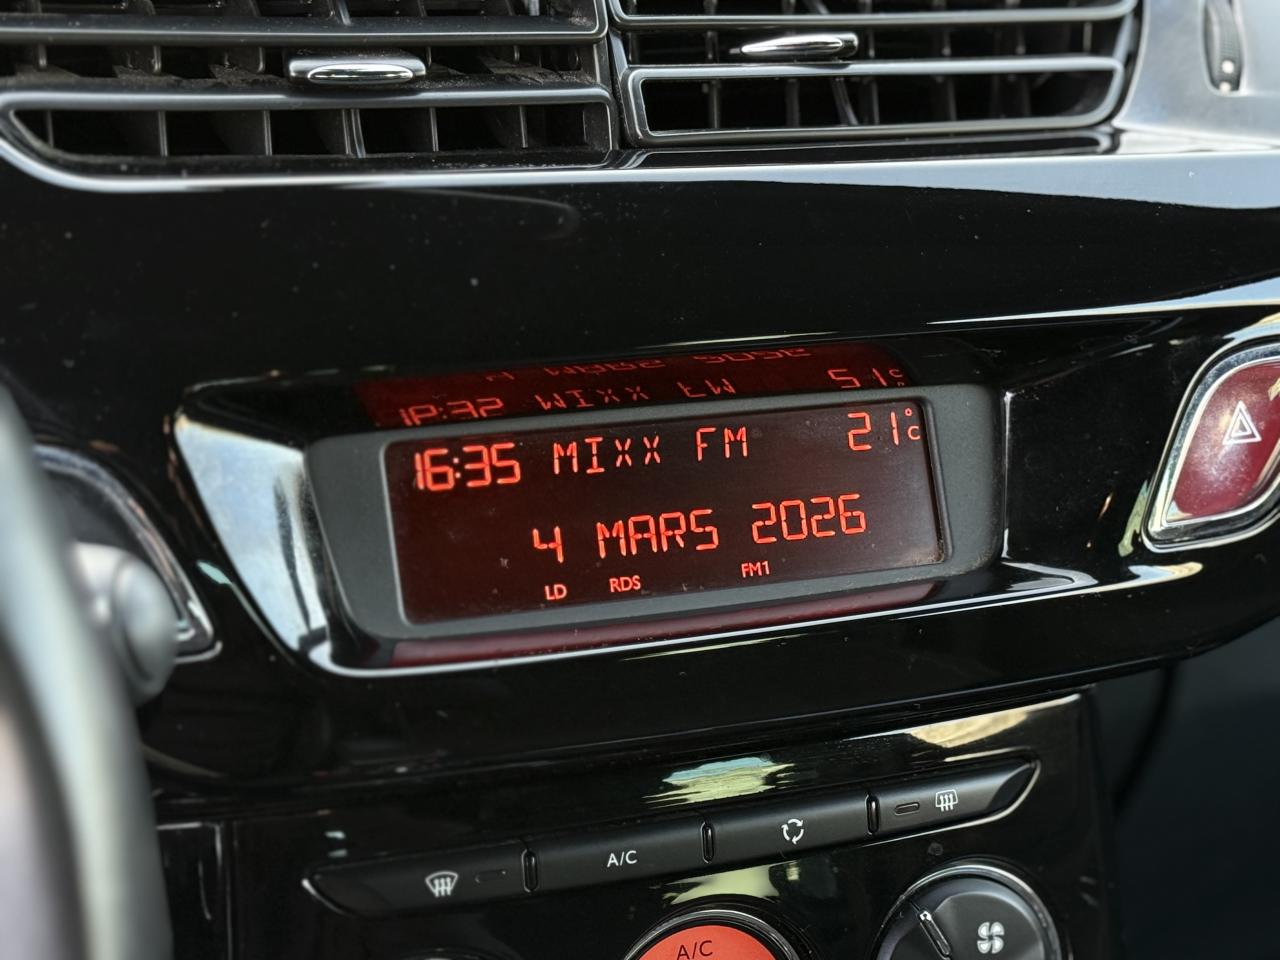 16:35 MIXX FM 21°C
4 MARS 2026
LD RDS FM1
A/C
A/C